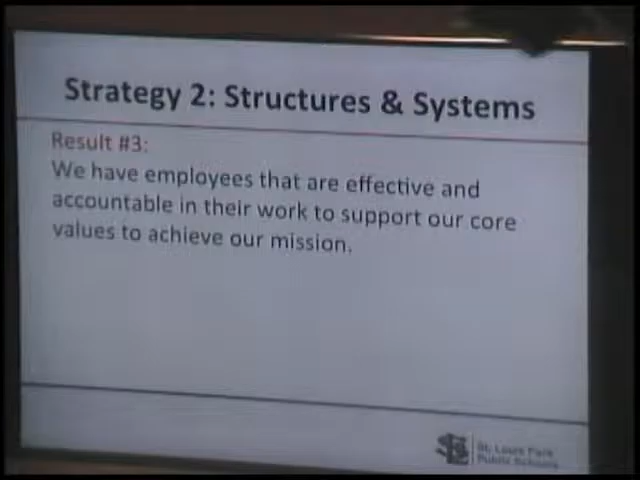 Strategy 2: Structures & Systems
Result #3:
We have employees that are effective and
accountable in their work to support our core
values to achieve our mission.
St. Louis Park
Public Schools